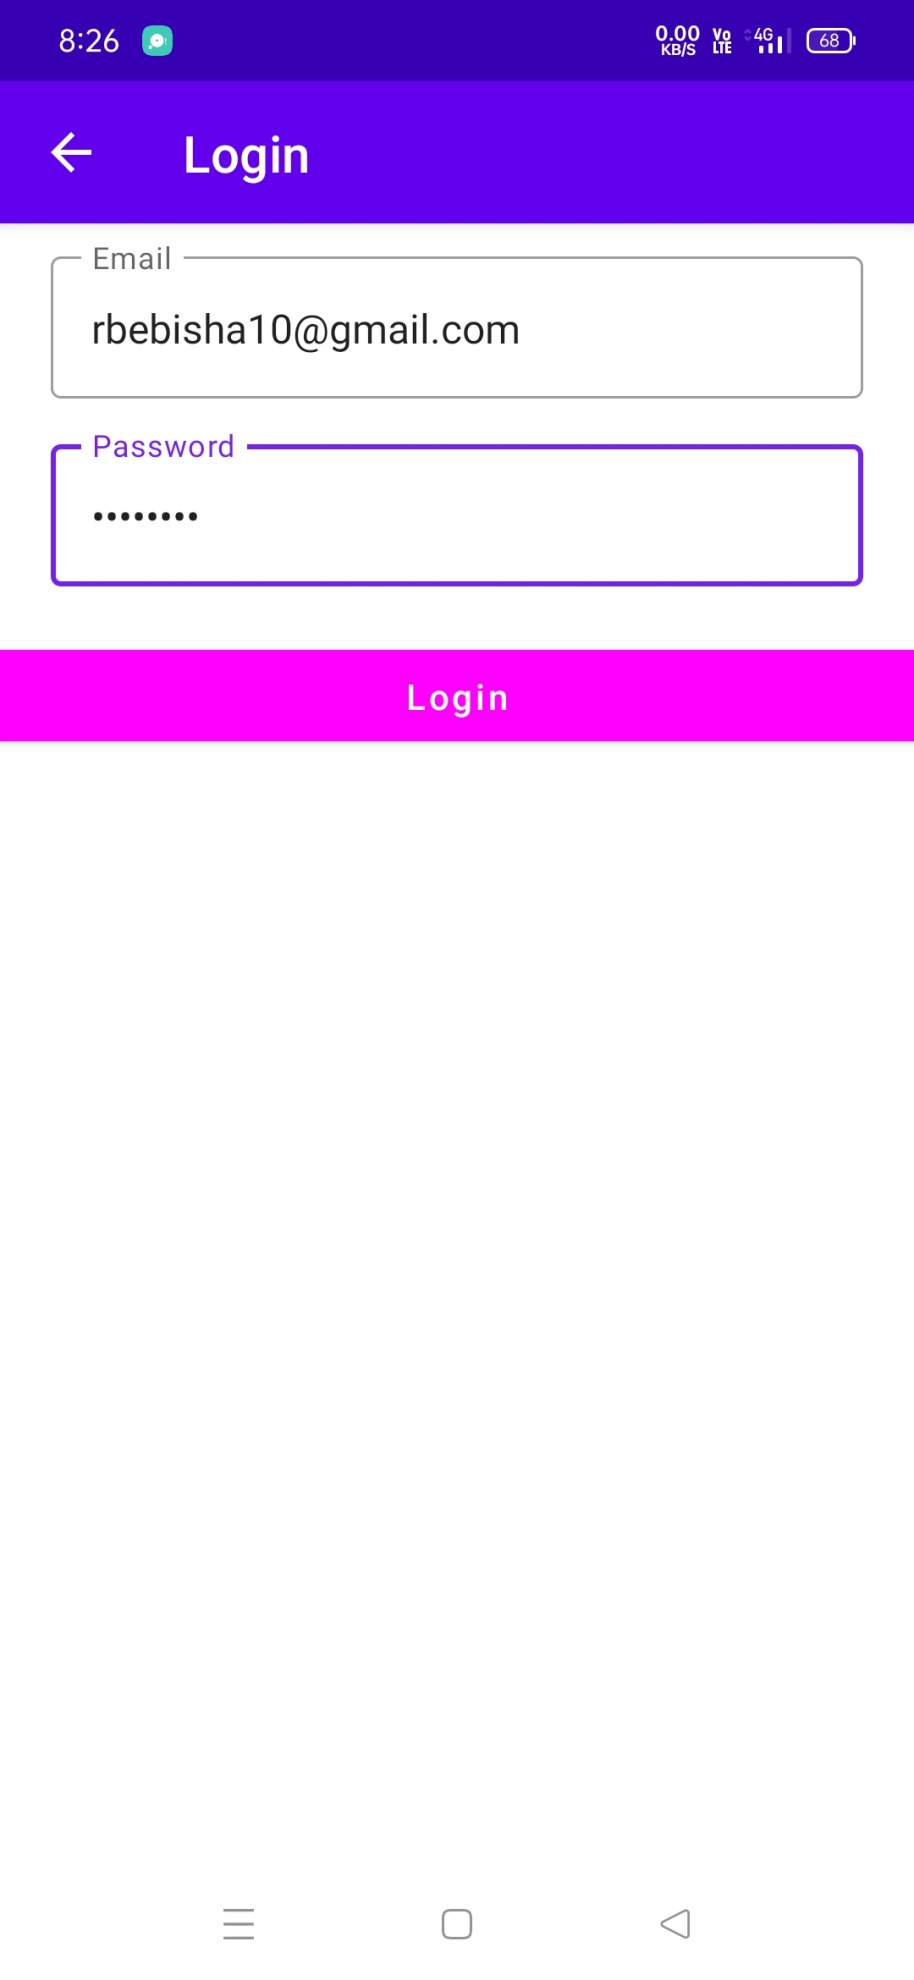 8:26 0.00 KB/S Vo LTE 4G 68
Login
Email
rbebisha10@gmail.com
Password
••••••••
Login